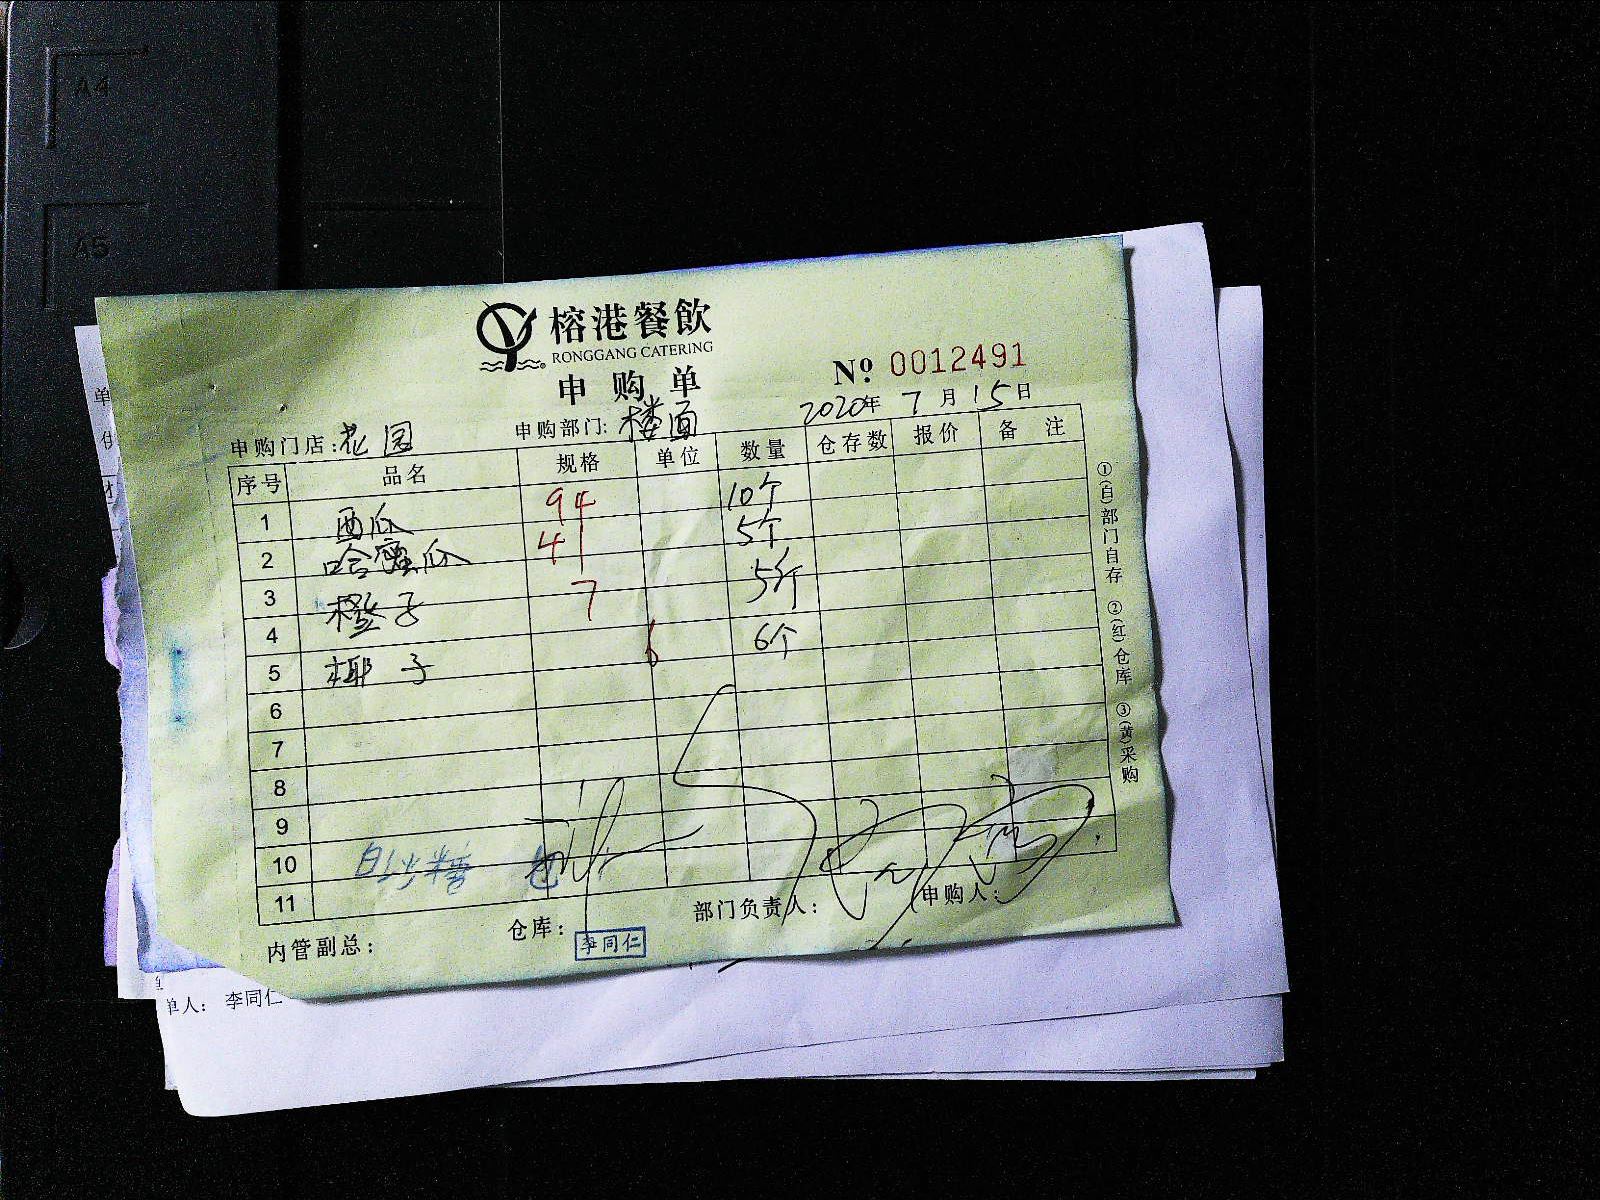 A4
A5
榕港餐飲
RONGGANG CATERING
申购单
№ 0012491
2020年 7月15日
申购门店:花园 申购部门:楼面
序号 品名 规格 单位 数量 仓存数 报价 备注
1 西瓜 94 10个
2 哈蜜瓜 41 5个
3 橙子 7 5斤
4
5 椰子 6 6个
6
7
8
9
10 白沙糖
11
内管副总: 仓库: 李同仁 部门负责人: 申购人:
①(白)部门自存 ②(红)仓库 ③(黄)采购
单人: 李同仁